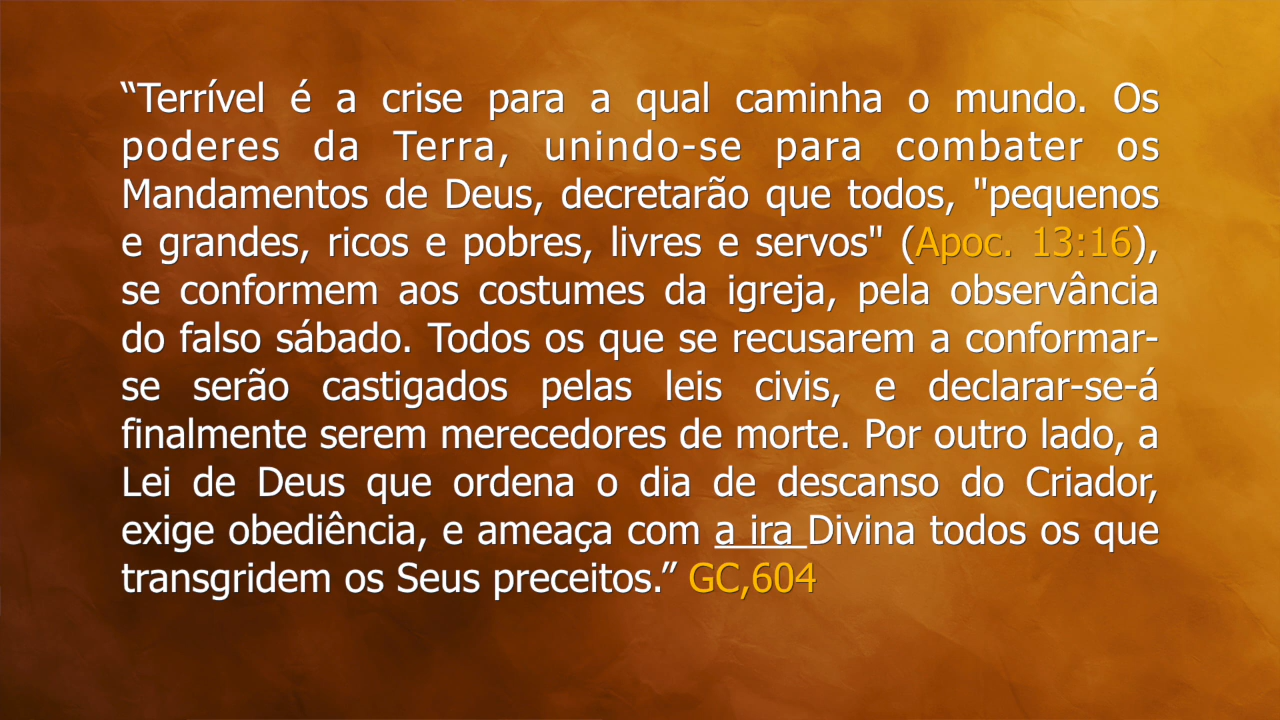 “Terrível é a crise para a qual caminha o mundo. Os
poderes da Terra, unindo-se para combater os
Mandamentos de Deus, decretarão que todos, "pequenos
e grandes, ricos e pobres, livres e servos" (Apoc. 13:16),
se conformem aos costumes da igreja, pela observância
do falso sábado. Todos os que se recusarem a conformar-
se serão castigados pelas leis civis, e declarar-se-á
finalmente serem merecedores de morte. Por outro lado, a
Lei de Deus que ordena o dia de descanso do Criador,
exige obediência, e ameaça com a ira Divina todos os que
transgridem os Seus preceitos.” GC,604